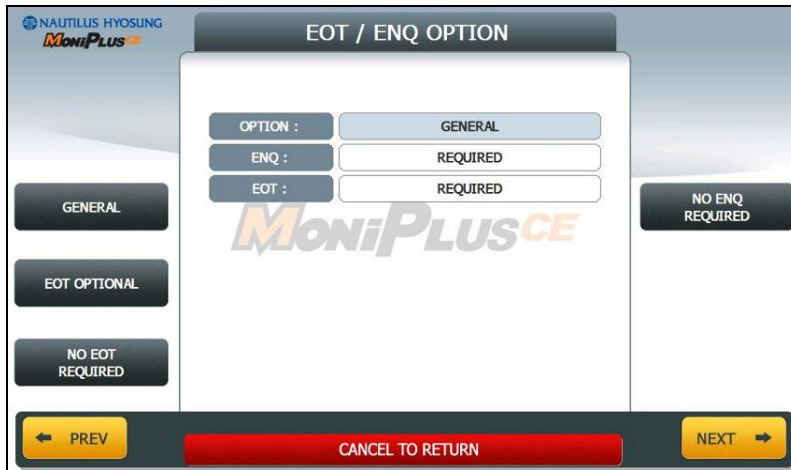 NAUTILUS HYOSUNG
MONiPLUSCE
EOT / ENQ OPTION
OPTION :
GENERAL
ENQ :
REQUIRED
EOT :
REQUIRED
MONiPLUSCE
GENERAL
NO ENQ
REQUIRED
EOT OPTIONAL
NO EOT
REQUIRED
PREV
CANCEL TO RETURN
NEXT